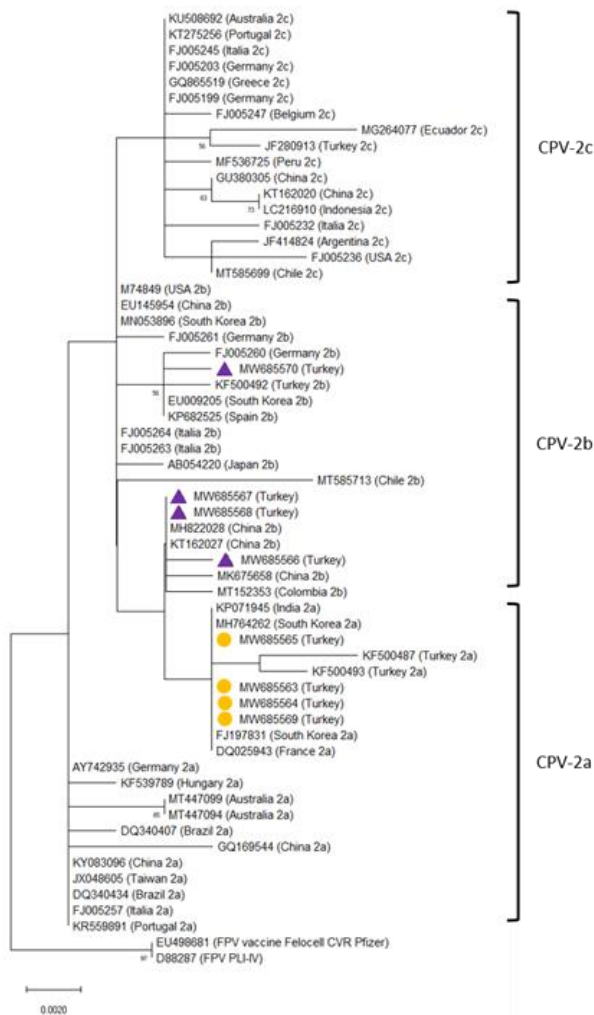 KU508692 (Australia 2c)
KT275256 (Portugal 2c)
FJ005245 (Italia 2c)
FJ005203 (Germany 2c)
GQ865519 (Greece 2c)
FJ005199 (Germany 2c)
FJ005247 (Belgium 2c)
MG264077 (Ecuador 2c)
56
JF280913 (Turkey 2c)
CPV-2c
MF536725 (Peru 2c)
GU380305 (China 2c)
63
KT162020 (China 2c)
73
LC216910 (Indonesia 2c)
FJ005232 (Italia 2c)
JF414824 (Argentina 2c)
FJ005236 (USA 2c)
MT585699 (Chile 2c)
M74849 (USA 2b)
EU145954 (China 2b)
MN053896 (South Korea 2b)
FJ005261 (Germany 2b)
FJ005260 (Germany 2b)
MW685570 (Turkey)
KF500492 (Turkey 2b)
EU009205 (South Korea 2b)
KP682525 (Spain 2b)
FJ005264 (Italia 2b)
CPV-2b
FJ005263 (Italia 2b)
AB054220 (Japan 2b)
MT585713 (Chile 2b)
MW685567 (Turkey)
MW685568 (Turkey)
MH822028 (China 2b)
KT162027 (China 2b)
MW685566 (Turkey)
MK675658 (China 2b)
MT152353 (Colombia 2b)
KP071945 (India 2a)
MH764262 (South Korea 2a)
MW685565 (Turkey)
KF500487 (Turkey 2a)
KF500493 (Turkey 2a)
MW685563 (Turkey)
MW685564 (Turkey)
MW685569 (Turkey)
FJ197831 (South Korea 2a)
DQ025943 (France 2a)
CPV-2a
AY742935 (Germany 2a)
KF539789 (Hungary 2a)
MT447099 (Australia 2a)
MT447094 (Australia 2a)
DQ340407 (Brazil 2a)
GQ169544 (China 2a)
KY083096 (China 2a)
JX048605 (Taiwan 2a)
DQ340434 (Brazil 2a)
FJ005257 (Italia 2a)
KR559891 (Portugal 2a)
EU498681 (FPV vaccine Felocell CVR Pfizer)
97
D88287 (FPV PLI-IV)
0.0020